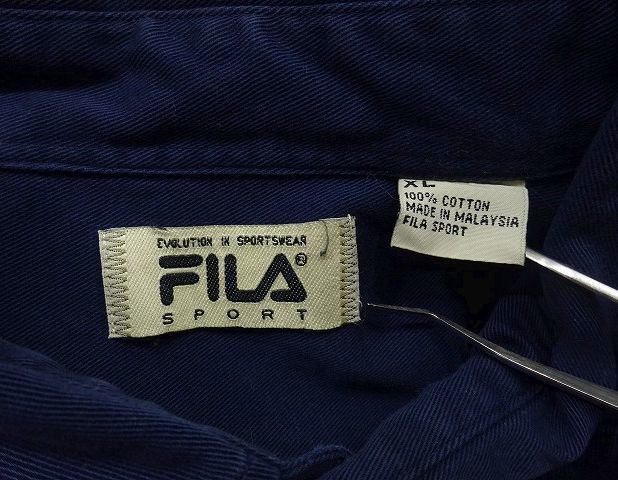 XL
100% COTTON
MADE IN MALAYSIA
FILA SPORT
EVOLUTION IN SPORTSWEAR
FILA®
SPORT